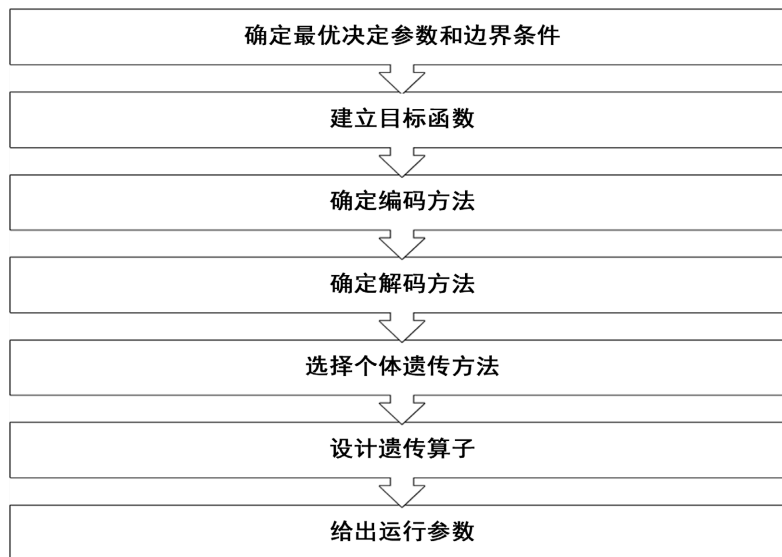 确定最优决定参数和边界条件
建立目标函数
确定编码方法
确定解码方法
选择个体遗传方法
设计遗传算子
给出运行参数